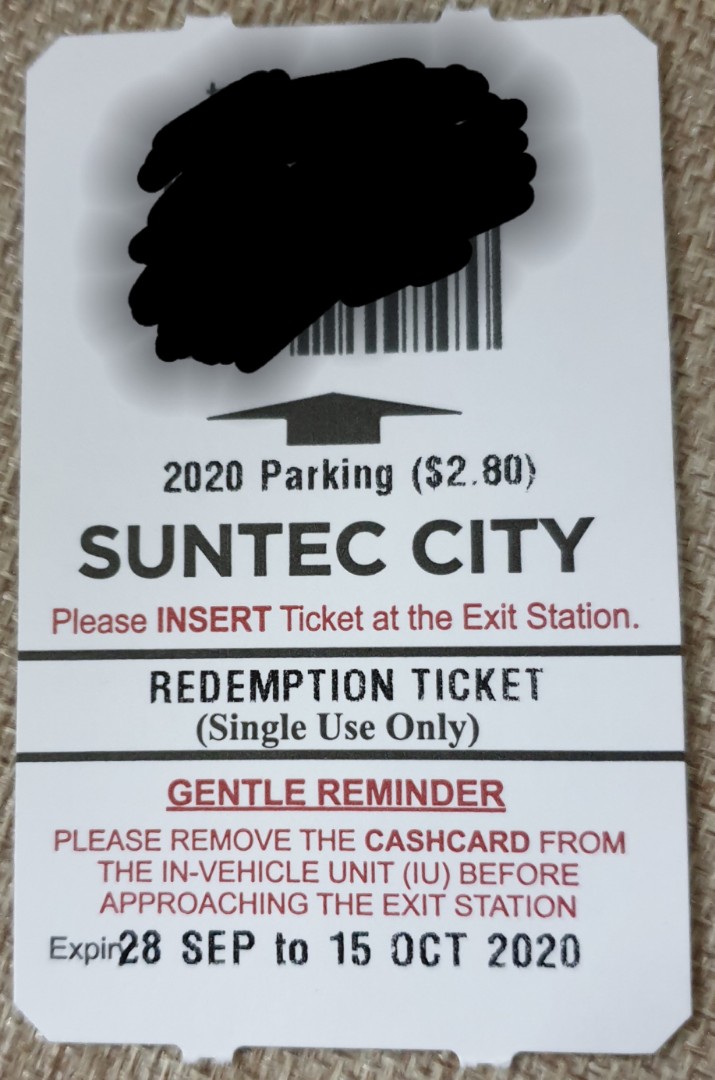 2020 Parking ($2.80)
SUNTEC CITY
Please INSERT Ticket at the Exit Station.
REDEMPTION TICKET
(Single Use Only)
GENTLE REMINDER
PLEASE REMOVE THE CASHCARD FROM
THE IN-VEHICLE UNIT (IU) BEFORE
APPROACHING THE EXIT STATION
Expir 28 SEP to 15 OCT 2020